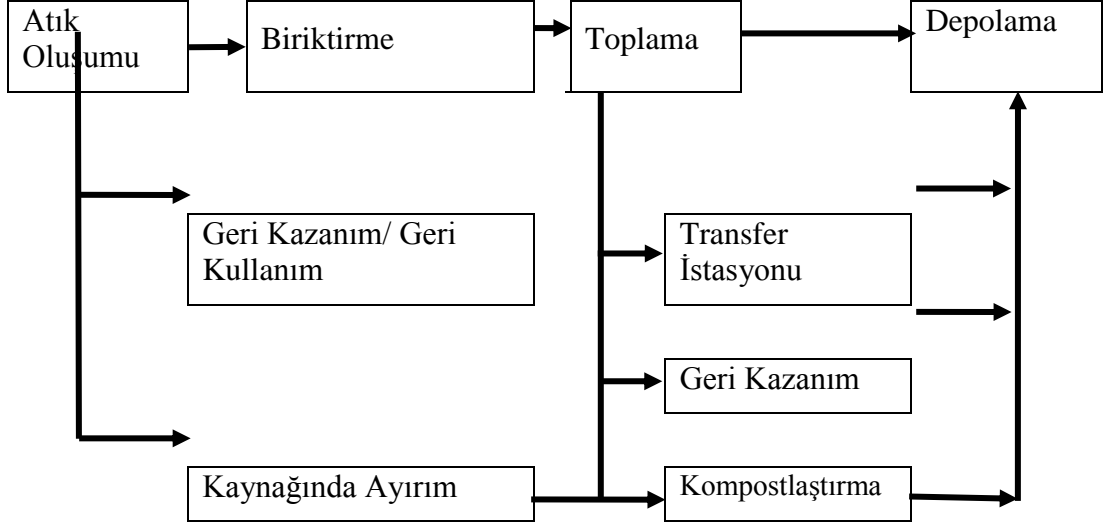 Atık
Oluşumu
Biriktirme
Toplama
Depolama
Geri Kazanım/ Geri
Kullanım
Transfer
İstasyonu
Geri Kazanım
Kaynağında Ayırım
Kompostlaştırma